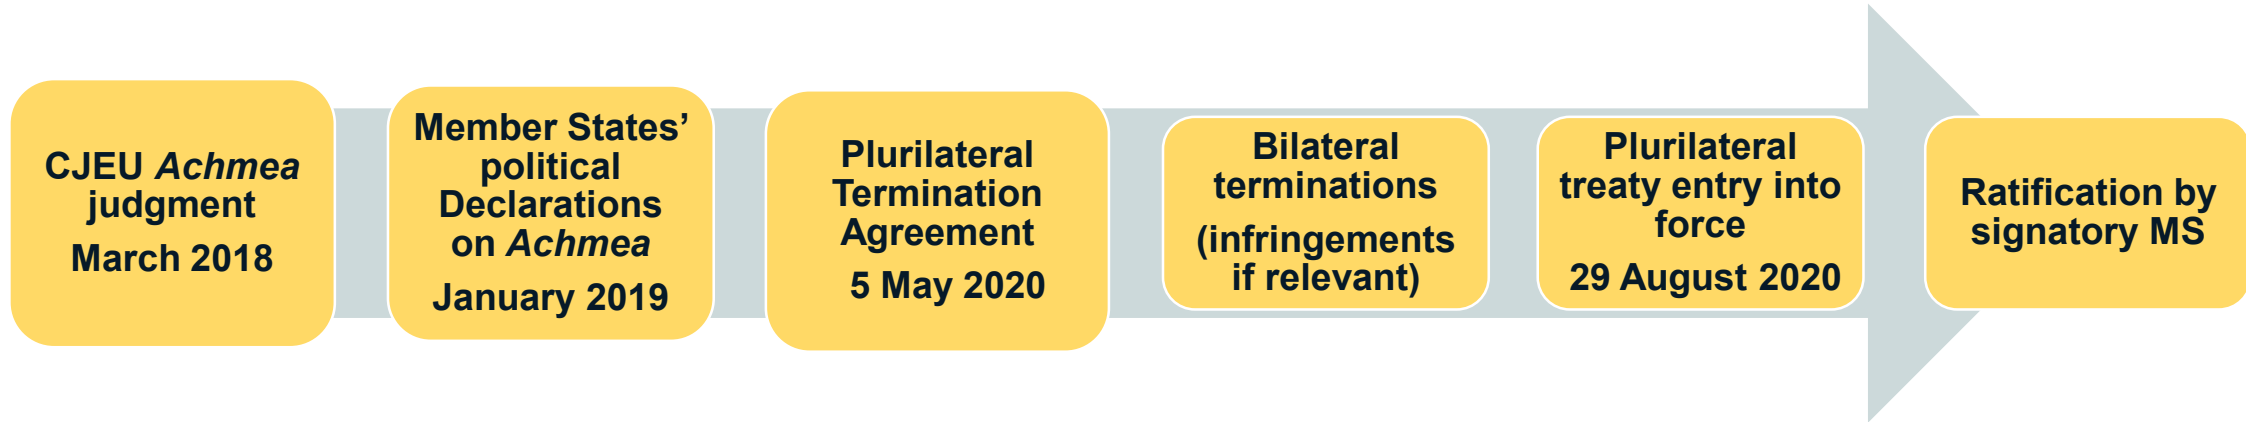 CJEU Achmea
judgment
March 2018
Member States’
political
Declarations
on Achmea
January 2019
Plurilateral
Termination
Agreement
5 May 2020
Bilateral
terminations
(infringements
if relevant)
Plurilateral
treaty entry into
force
29 August 2020
Ratification by
signatory MS